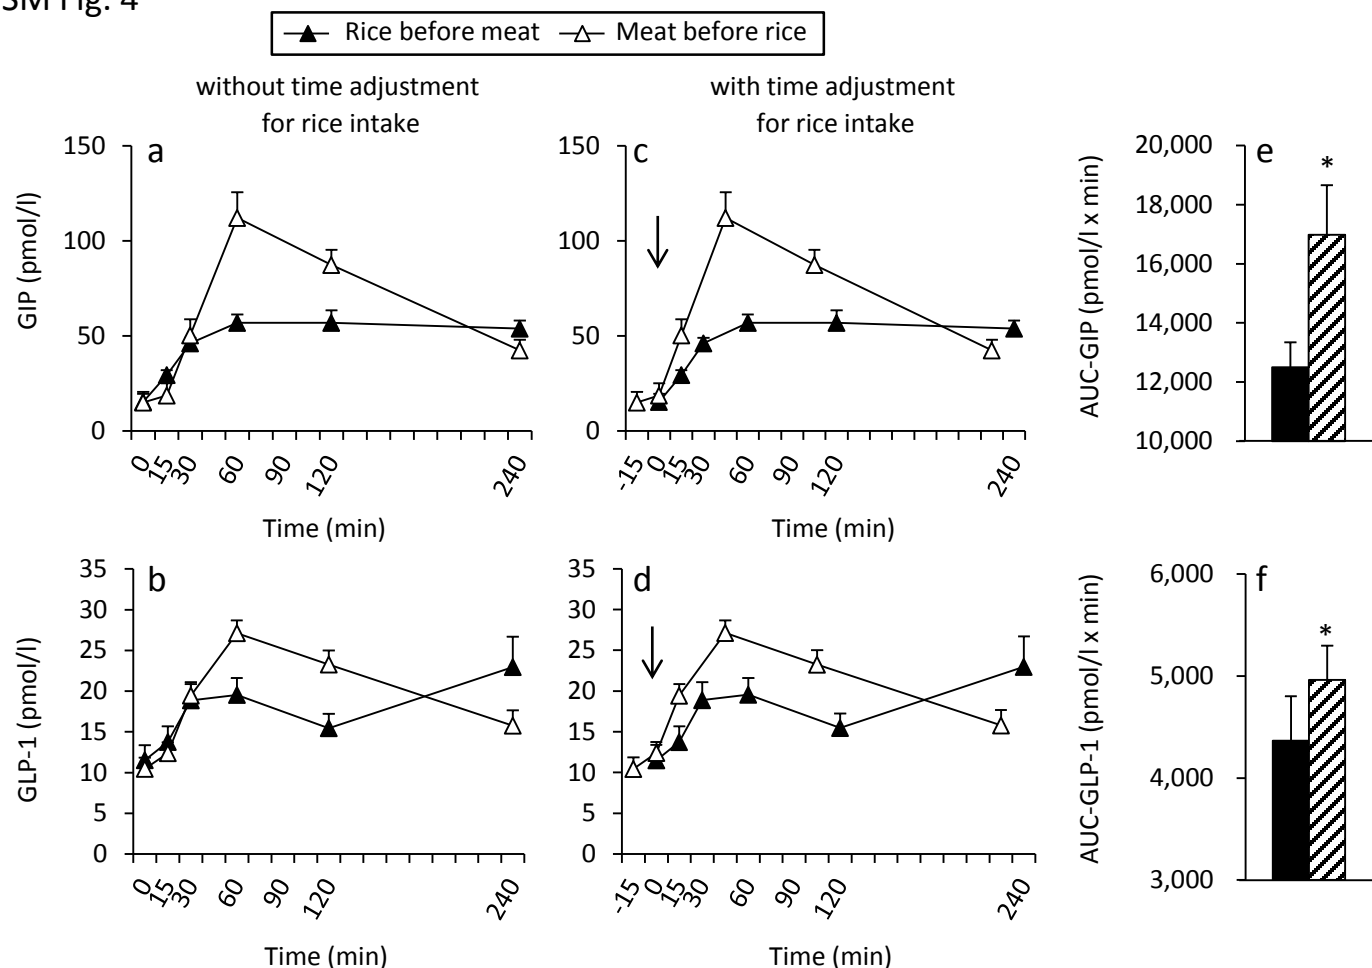 SM Fig. 4
Rice before meat Meat before rice
without time adjustment
for rice intake
with time adjustment
for rice intake
a
GIP (pmol/l)
150
100
50
0
0 15 30 60 90 120 240
Time (min)
c
150
100
50
0
-15 0 15 30 60 90 120 240
Time (min)
e
*
AUC-GIP (pmol/l x min)
20,000
18,000
16,000
14,000
12,000
10,000
b
GLP-1 (pmol/l)
35
30
25
20
15
10
5
0
0 15 30 60 90 120 240
Time (min)
d
35
30
25
20
15
10
5
0
-15 0 15 30 60 90 120 240
Time (min)
f
*
AUC-GLP-1 (pmol/l x min)
6,000
5,000
4,000
3,000